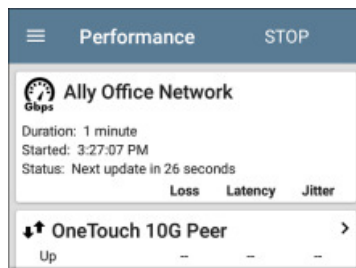 Performance STOP
Ally Office Network
Gbps
Duration: 1 minute
Started: 3:27:07 PM
Status: Next update in 26 seconds
Loss Latency Jitter
OneTouch 10G Peer
Up -- -- --